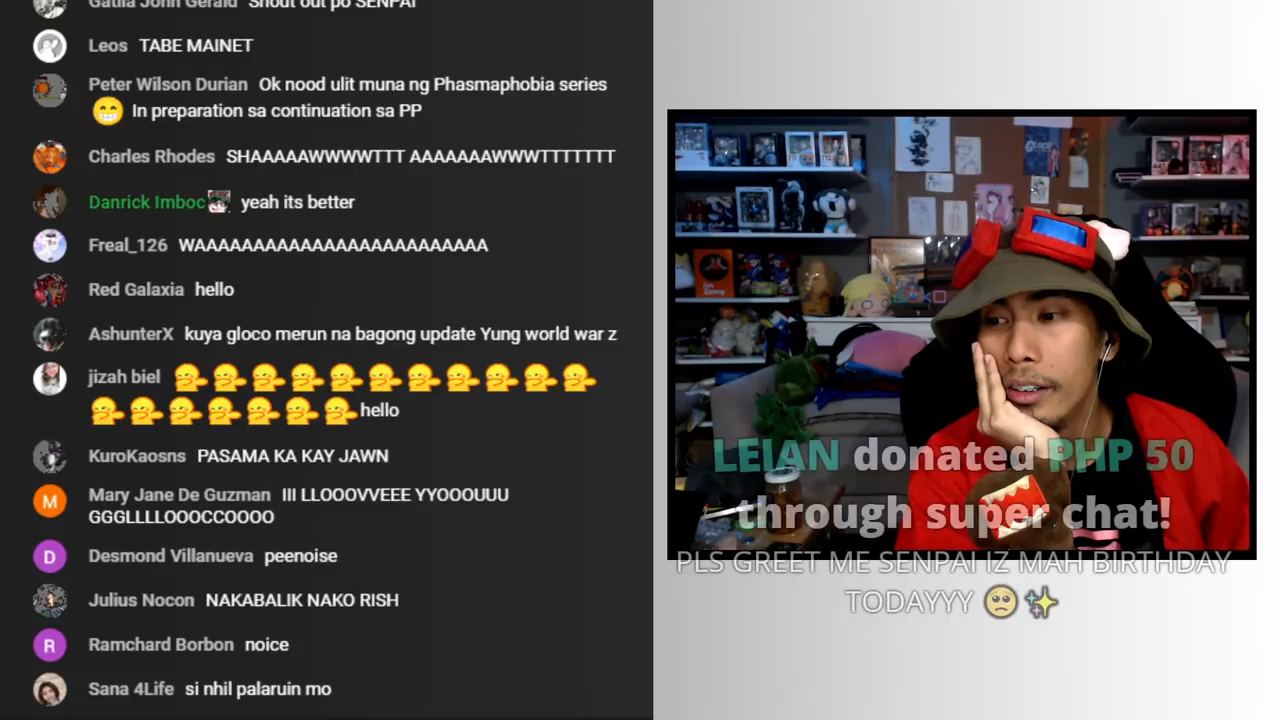 Gatila John Gerald Shout out po SENPAI
Leos TABE MAINET
Peter Wilson Durian Ok nood ulit muna ng Phasmaphobia series
😁 In preparation sa continuation sa PP
Charles Rhodes SHAAAAAWWWWTTT AAAAAAAWWWTTTTTTT
Danrick Imboc yeah its better
Freal_126 WAAAAAAAAAAAAAAAAAAAAAAAAA
Red Galaxia hello
AshunterX kuya gloco merun na bagong update Yung world war z
jizah biel
hello
KuroKaosns PASAMA KA KAY JAWN
M Mary Jane De Guzman III LLOOOVVEEE YYOOOUUU
GGGLLLLOOOCCOOOO
D Desmond Villanueva peenoise
Julius Nocon NAKABALIK NAKO RISH
R Ramchard Borbon noice
Sana 4Life si nhil palaruin mo
LEIAN donated PHP 50
through super chat!
PLS GREET ME SENPAI IZ MAH BIRTHDAY
TODAYYY 🥺✨